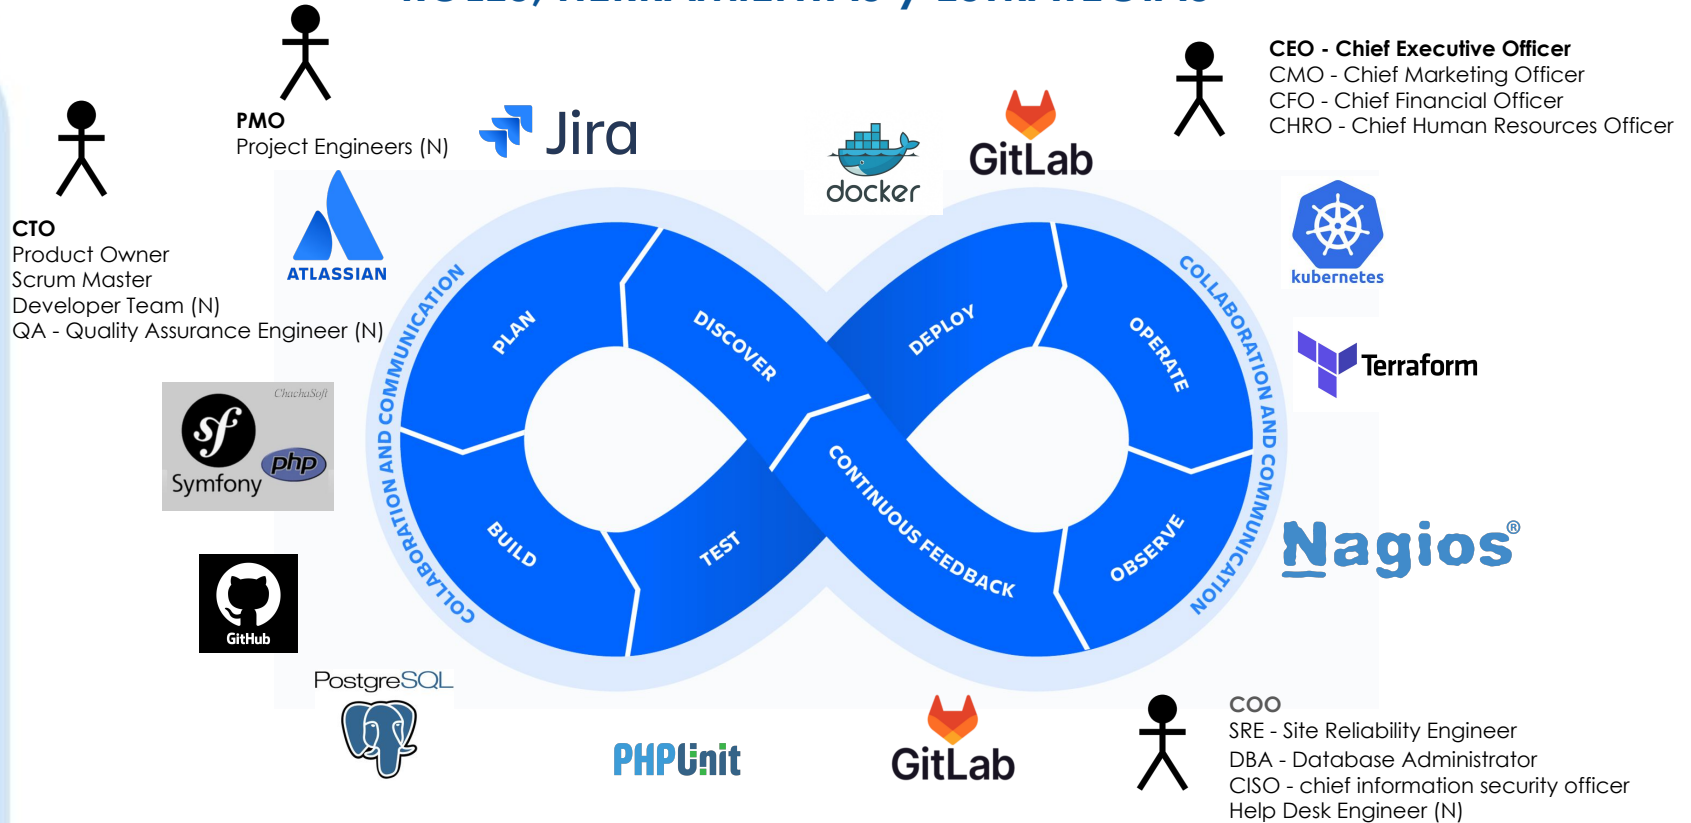 ROLES, HERRAMIENTAS y ESTRATEGIAS
PMO
Project Engineers (N)
Jira
docker
GitLab
CEO - Chief Executive Officer
CMO - Chief Marketing Officer
CFO - Chief Financial Officer
CHRO - Chief Human Resources Officer
CTO
Product Owner
Scrum Master
Developer Team (N)
QA - Quality Assurance Engineer (N)
ATLASSIAN
kubernetes
Terraform
COLLABORATION AND COMMUNICATION
PLAN
DISCOVER
DEPLOY
OPERATE
COLLABORATION AND COMMUNICATION
ChachaSoft
Symfony
php
BUILD
TEST
CONTINUOUS FEEDBACK
OBSERVE
Nagios®
GitHub
PostgreSQL
PHPUnit
GitLab
COO
SRE - Site Reliability Engineer
DBA - Database Administrator
CISO - chief information security officer
Help Desk Engineer (N)